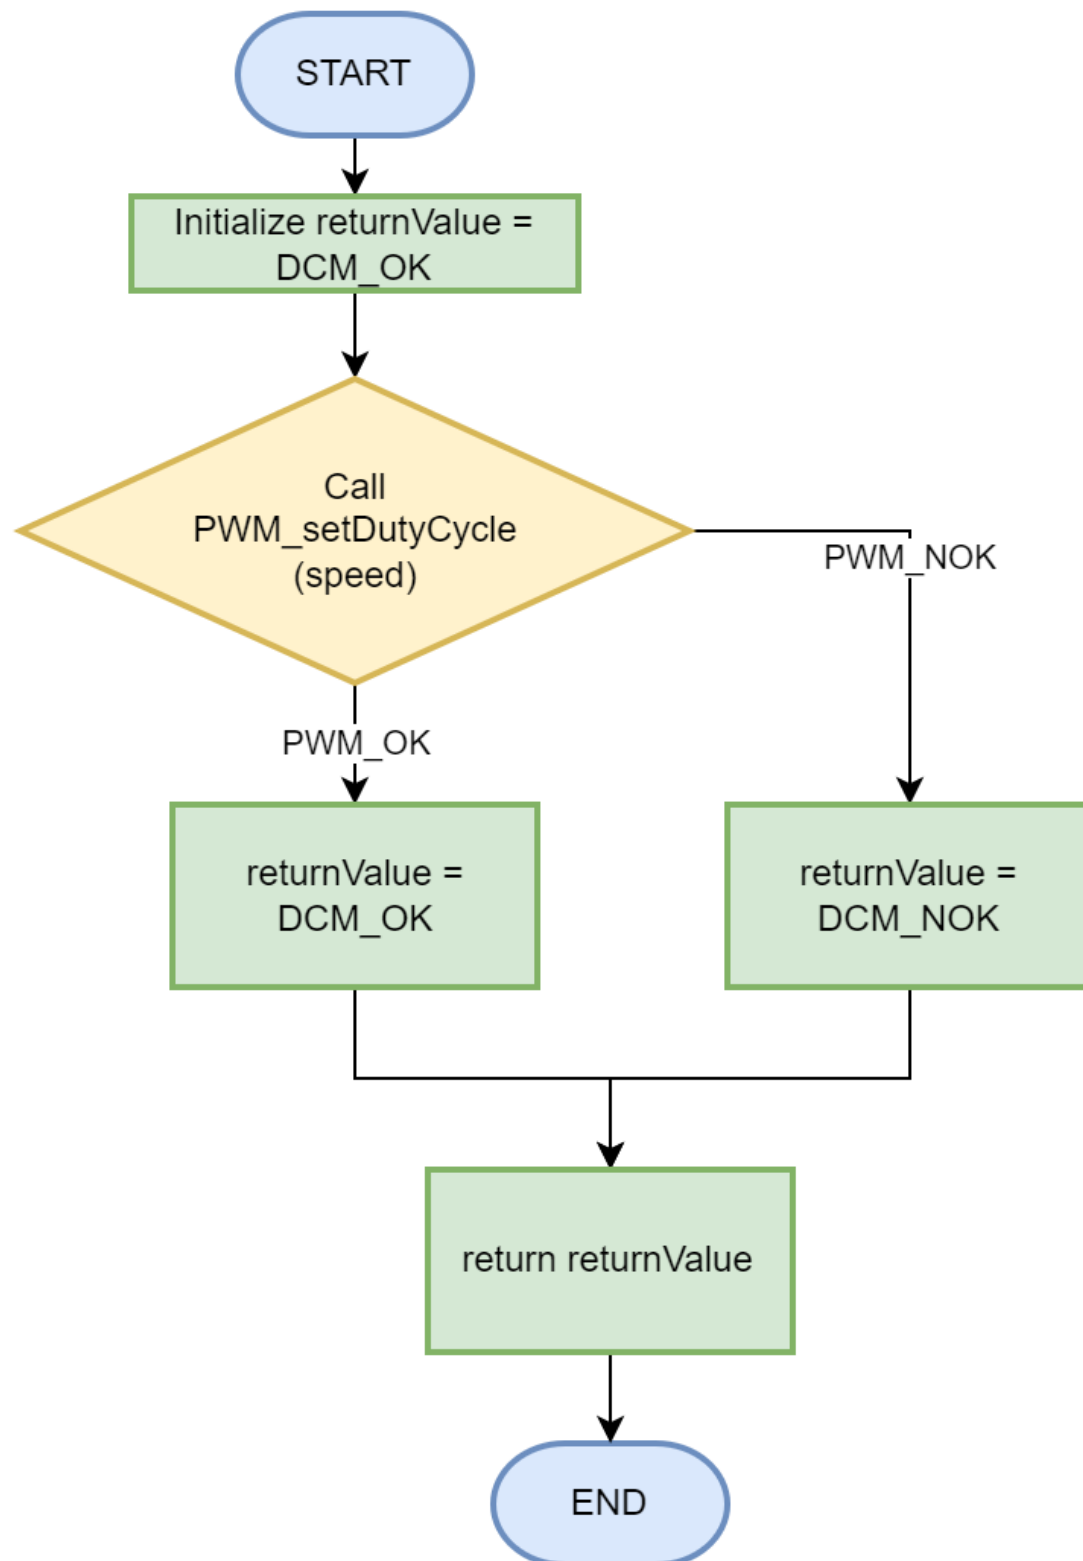 START
Initialize returnValue =
DCM_OK
Call
PWM_setDutyCycle
(speed)
PWM_NOK
PWM_OK
returnValue =
DCM_OK
returnValue =
DCM_NOK
return returnValue
END